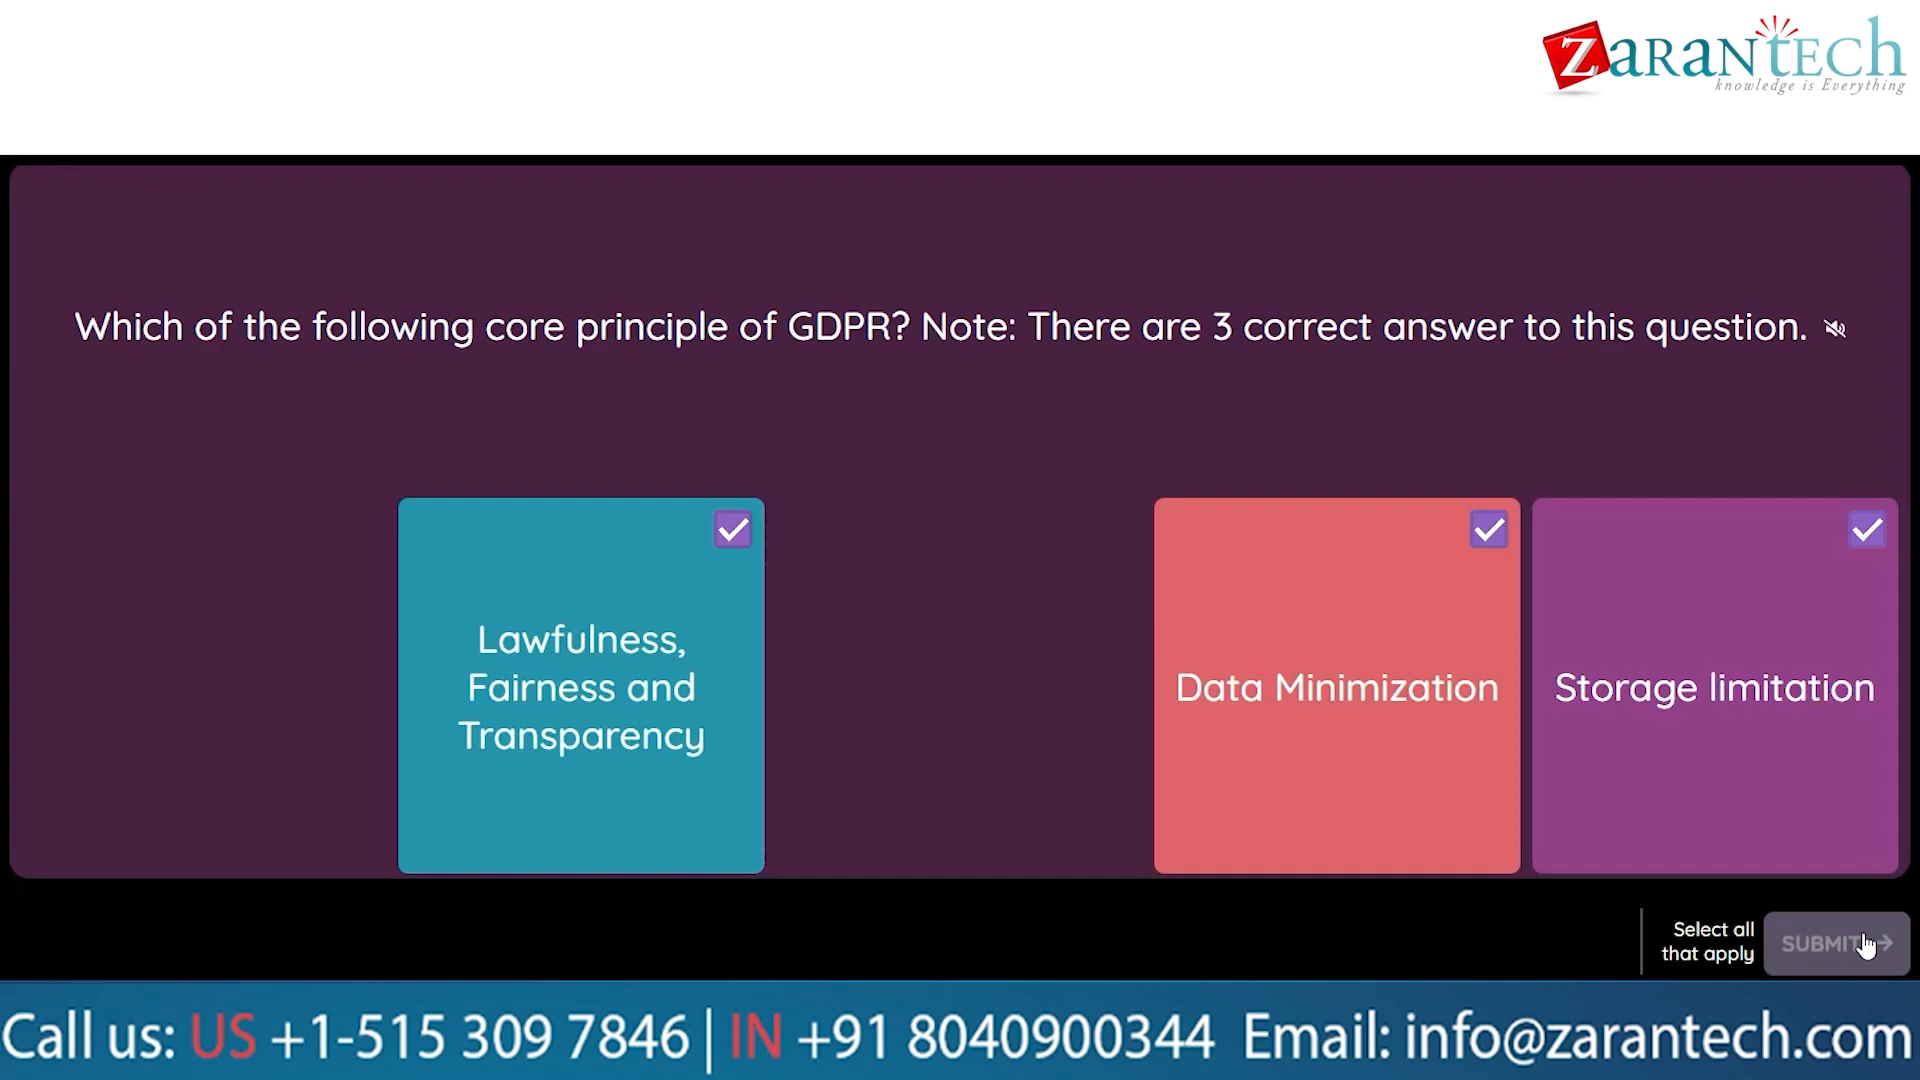 ZaranTech
knowledge is Everything
Which of the following core principle of GDPR? Note: There are 3 correct answer to this question.
Lawfulness,
Fairness and
Transparency
Data Minimization
Storage limitation
Select all
that apply
SUBMIT
Call us: US +1-515 309 7846 | IN +91 8040900344 Email: info@zarantech.com